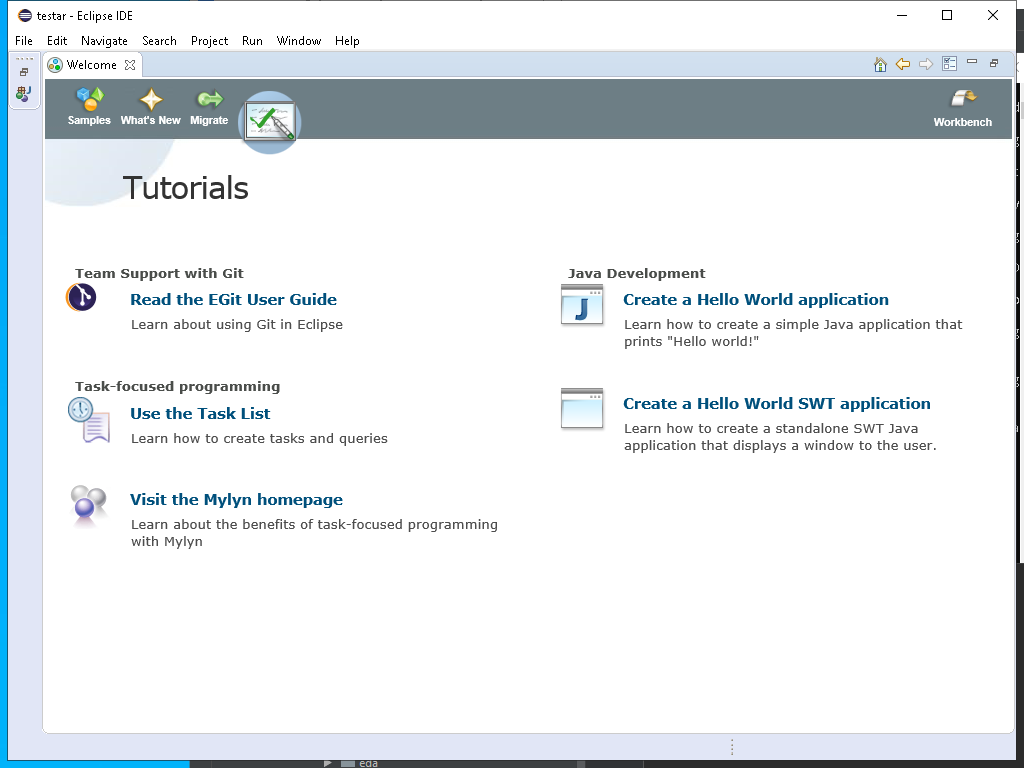 testar - Eclipse IDE
File Edit Navigate Search Project Run Window Help
Welcome
Samples What's New Migrate Workbench
Tutorials
Team Support with Git
Read the EGit User Guide
Learn about using Git in Eclipse
Task-focused programming
Use the Task List
Learn how to create tasks and queries
Visit the Mylyn homepage
Learn about the benefits of task-focused programming
with Mylyn
Java Development
Create a Hello World application
Learn how to create a simple Java application that
prints "Hello world!"
Create a Hello World SWT application
Learn how to create a standalone SWT Java
application that displays a window to the user.
eda